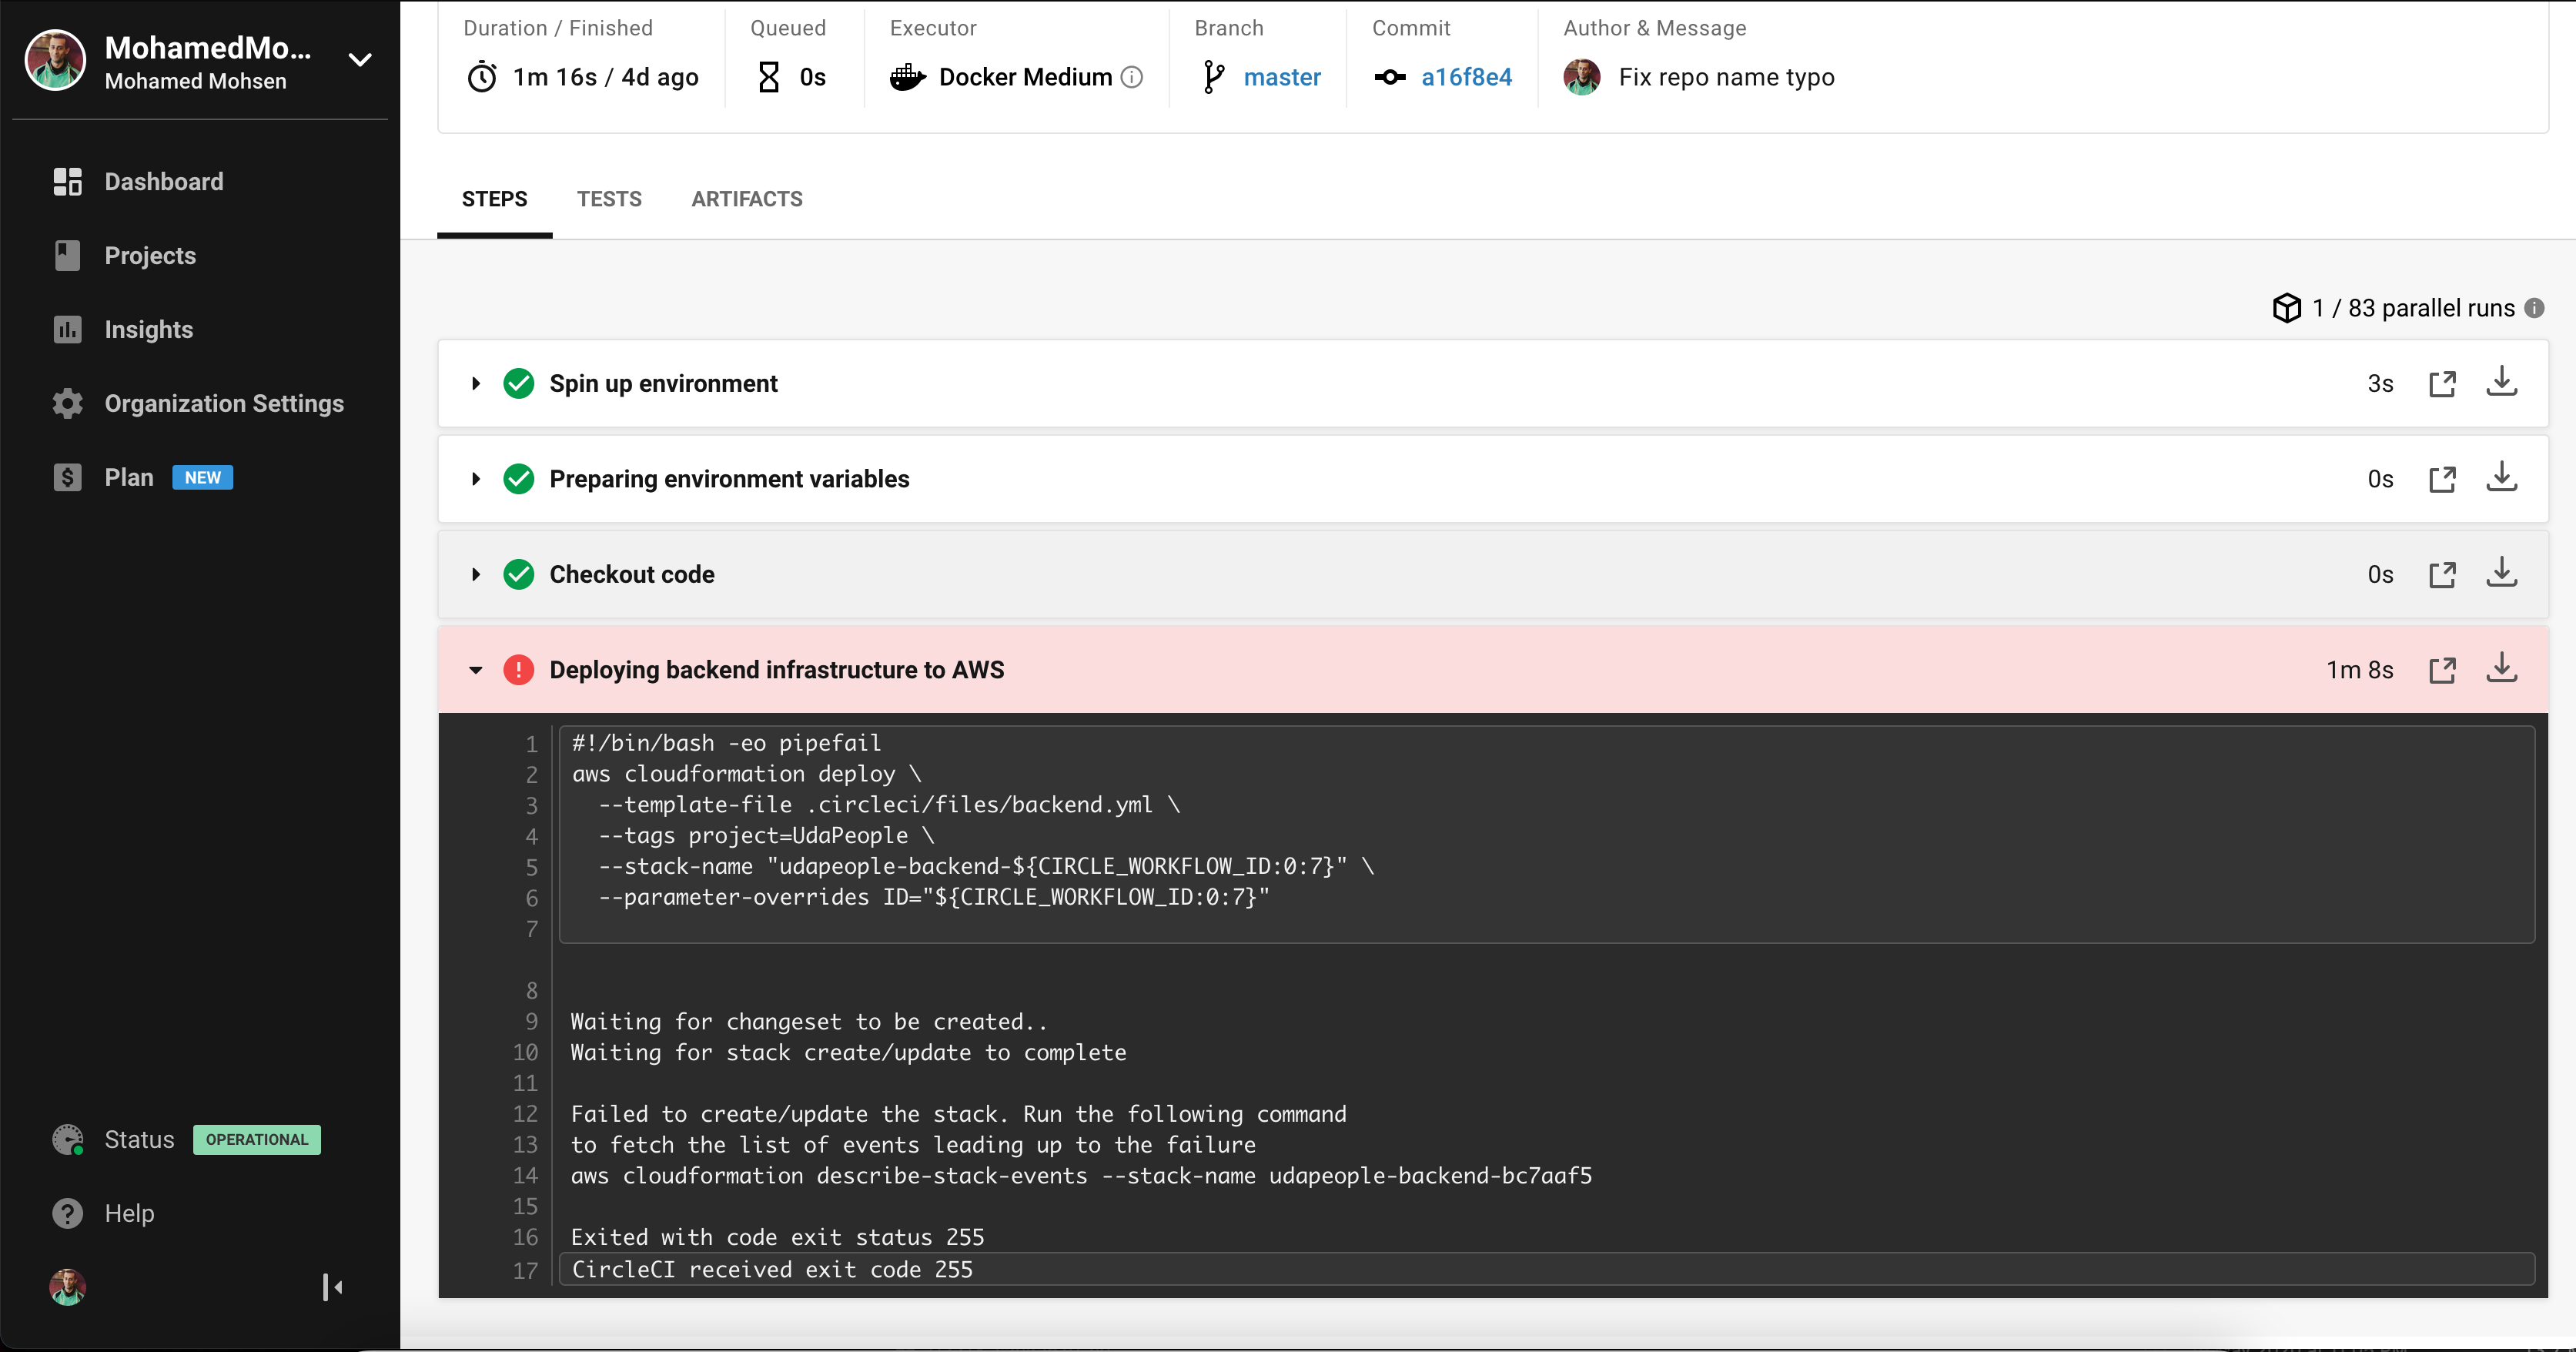 MohamedMo...
Mohamed Mohsen
Dashboard
Projects
Insights
Organization Settings
Plan NEW
Status OPERATIONAL
Help
Duration / Finished
1m 16s / 4d ago
Queued
0s
Executor
Docker Medium
Branch
master
Commit
a16f8e4
Author & Message
Fix repo name typo
STEPS TESTS ARTIFACTS
1 / 83 parallel runs
Spin up environment 3s
Preparing environment variables 0s
Checkout code 0s
Deploying backend infrastructure to AWS 1m 8s
1 #!/bin/bash -eo pipefail
2 aws cloudformation deploy \
3   --template-file .circleci/files/backend.yml \
4   --tags project=UdaPeople \
5   --stack-name "udapeople-backend-${CIRCLE_WORKFLOW_ID:0:7}" \
6   --parameter-overrides ID="${CIRCLE_WORKFLOW_ID:0:7}"
7
8
9 Waiting for changeset to be created..
10 Waiting for stack create/update to complete
11
12 Failed to create/update the stack. Run the following command
13 to fetch the list of events leading up to the failure
14 aws cloudformation describe-stack-events --stack-name udapeople-backend-bc7aaf5
15
16 Exited with code exit status 255
17 CircleCI received exit code 255